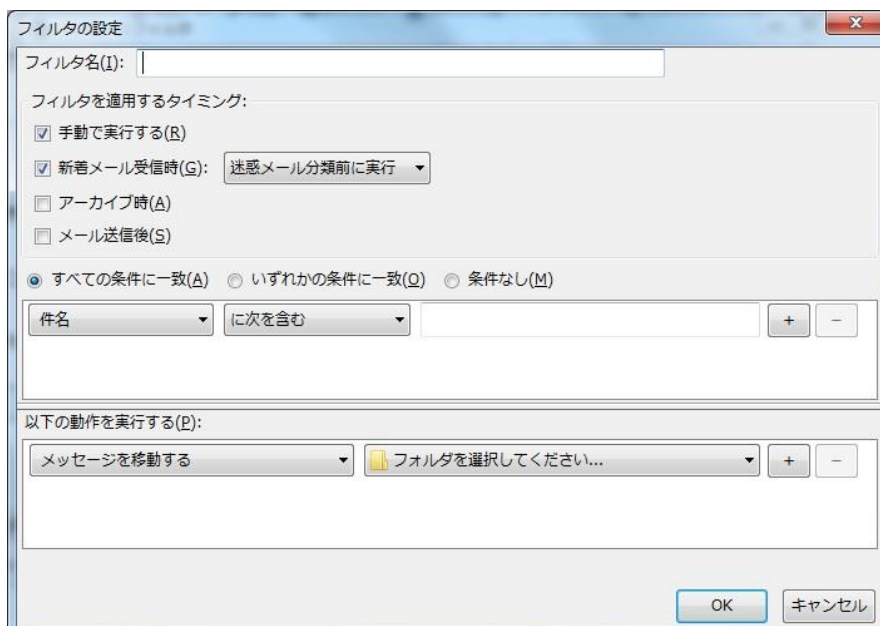 フィルタの設定
フィルタ名(I):
フィルタを適用するタイミング:
手動で実行する(R)
新着メール受信時(G): 迷惑メール分類前に実行
アーカイブ時(A)
メール送信後(S)
すべての条件に一致(A) いずれかの条件に一致(O) 条件なし(M)
件名 に次を含む + −
以下の動作を実行する(P):
メッセージを移動する フォルダを選択してください... + −
OK キャンセル